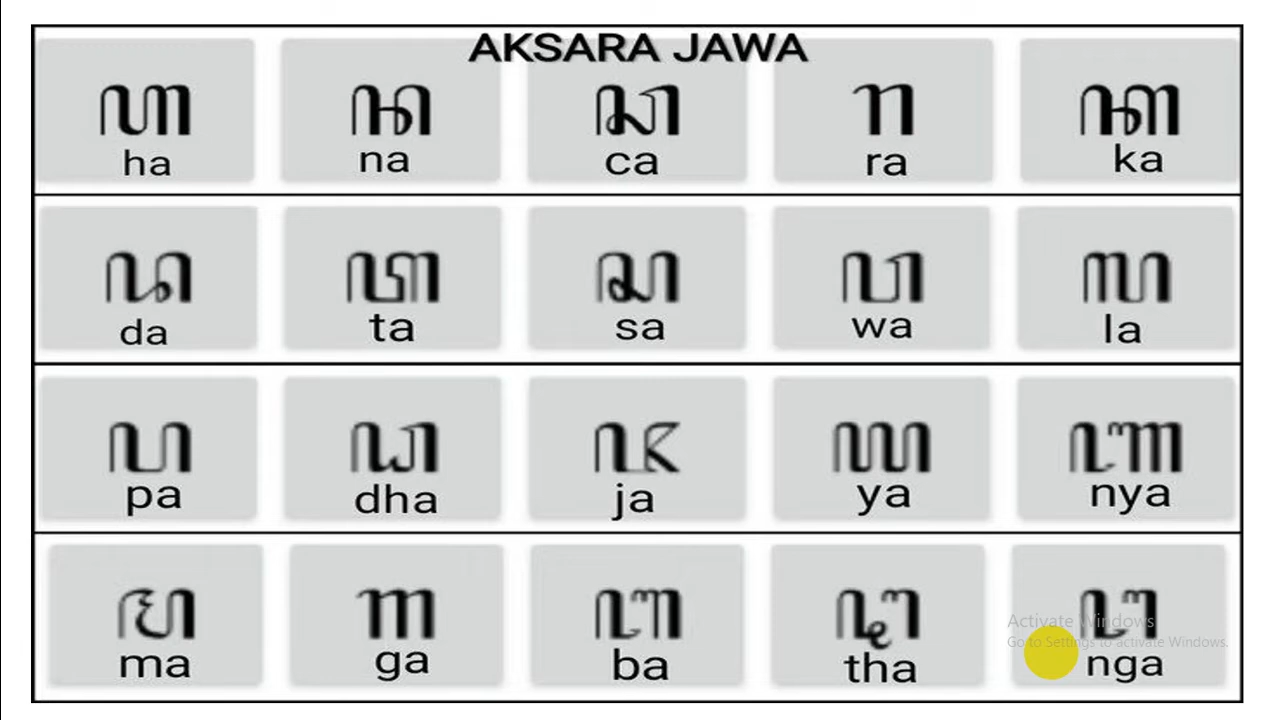 AKSARA JAWA
ꦲ ꦤ ꦕ ꦫ ꦏ
ha na ca ra ka
ꦢ ꦠ ꦱ ꦮ ꦭ
da ta sa wa la
ꦥ ꦝ ꦗ ꦪ ꦚ
pa dha ja ya nya
ꦩ ꦒ ꦧ ꦛ ꦔ
ma ga ba tha nga
Activate Windows
Go to Settings to activate Windows.